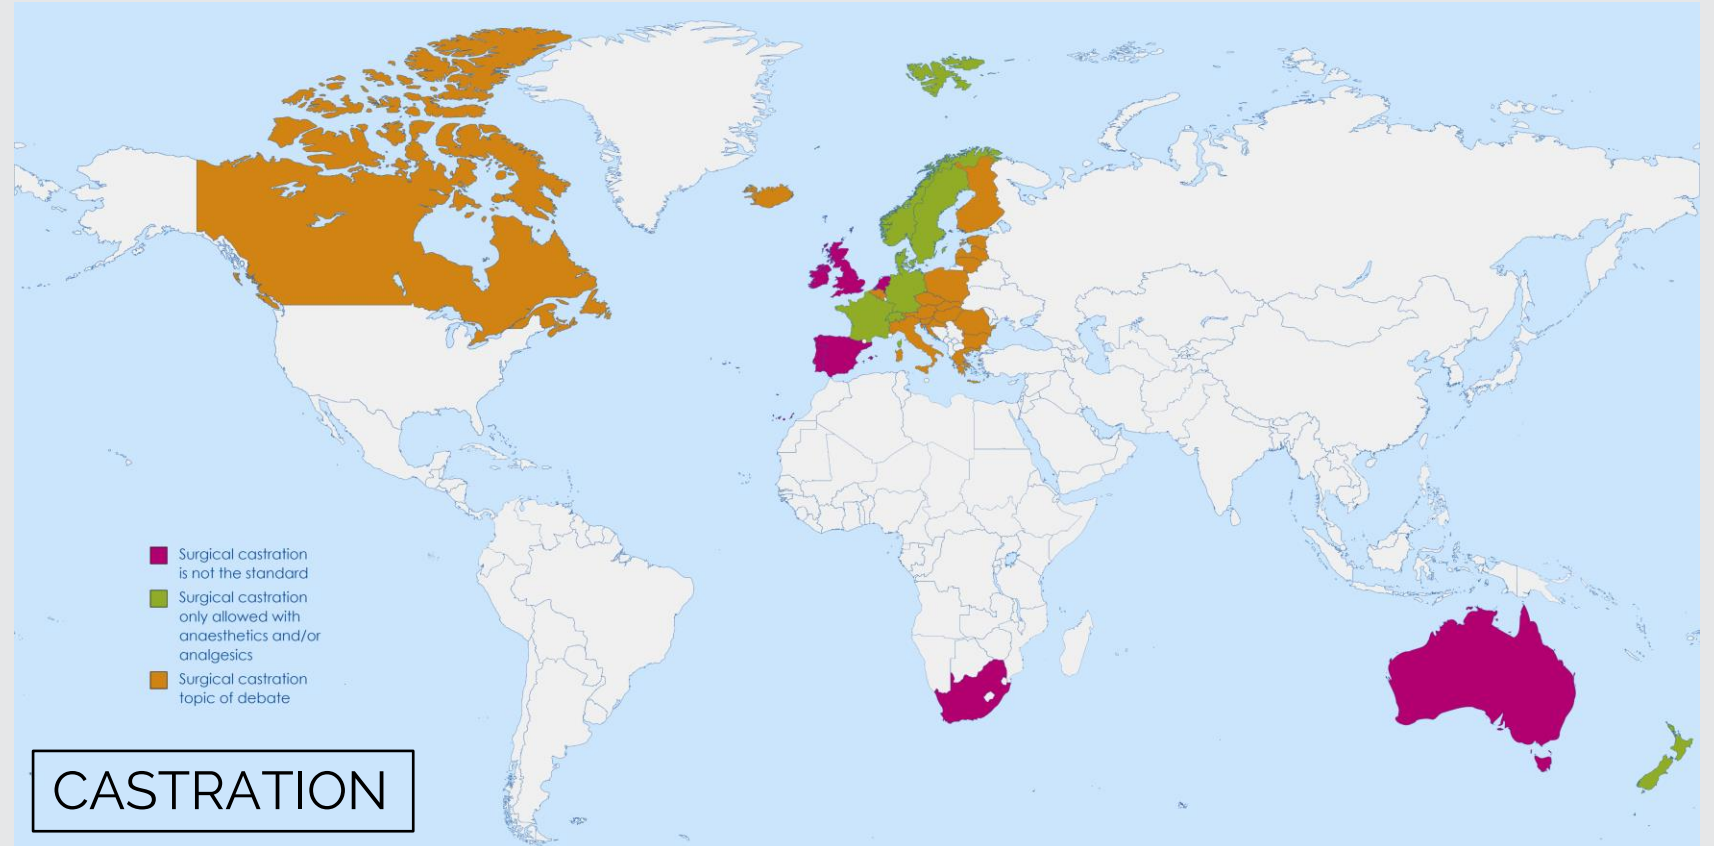 Surgical castration
is not the standard
Surgical castration
only allowed with
anaesthetics and/or
analgesics
Surgical castration
topic of debate
CASTRATION